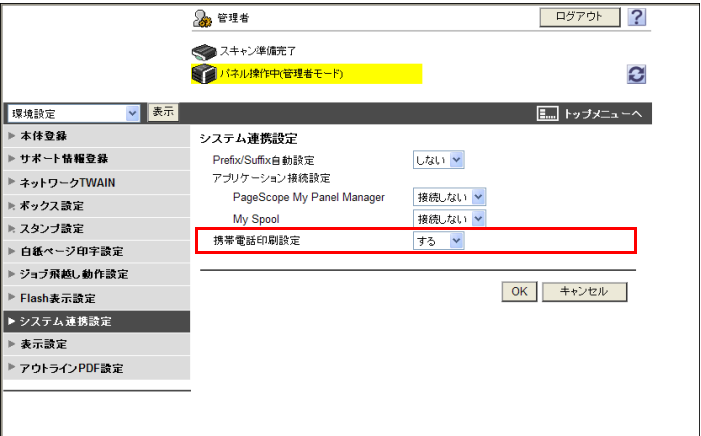 管理者
ログアウト
?
スキャン準備完了
パネル操作中(管理者モード)
環境設定
表示
トップメニューへ
本体登録
サポート情報登録
ネットワークTWAIN
ボックス設定
スタンプ設定
白紙ページ印字設定
ジョブ飛越し動作設定
Flash表示設定
システム連携設定
表示設定
アウトラインPDF設定
システム連携設定
Prefix/Suffix自動設定 しない
アプリケーション接続設定
PageScope My Panel Manager 接続しない
My Spool 接続しない
携帯電話印刷設定 する
OK キャンセル